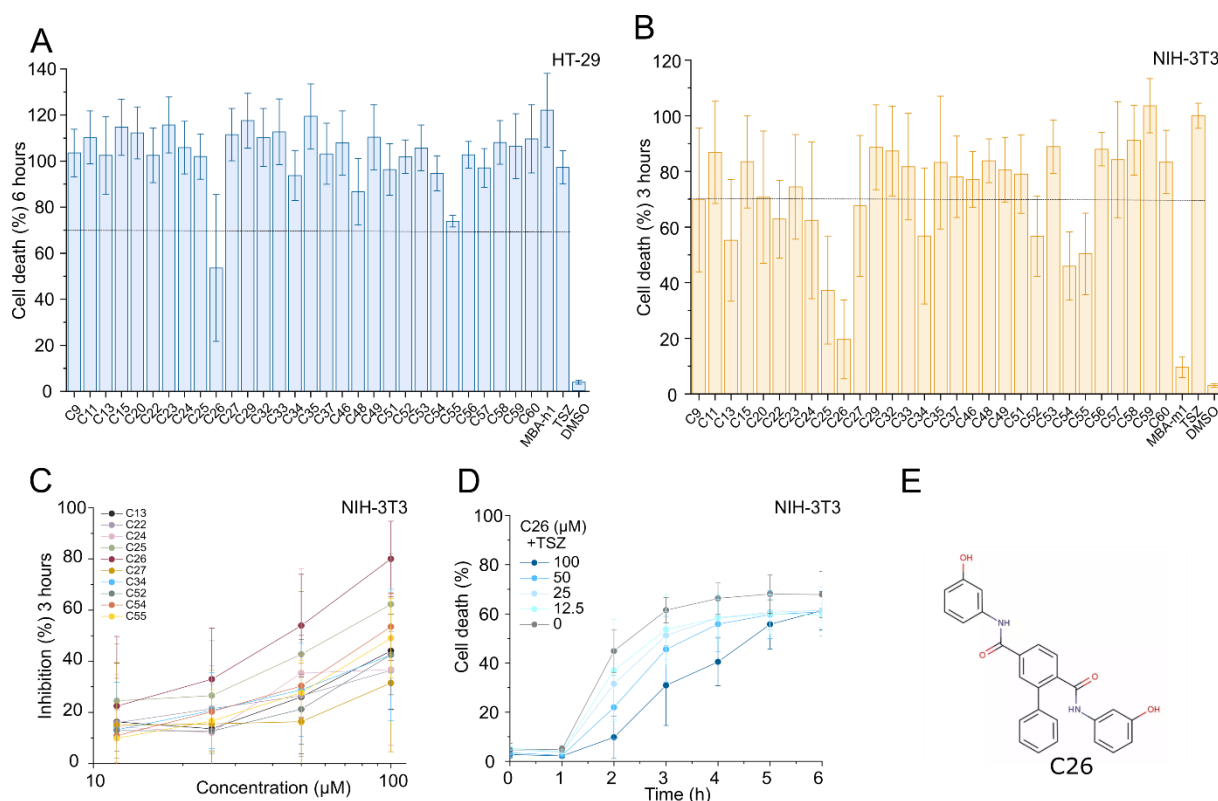 A
HT-29
Cell death (%) 6 hours
140
120
100
80
60
40
20
0
C9
C11
C13
C15
C20
C22
C23
C24
C25
C26
C27
C29
C32
C33
C34
C35
C37
C46
C48
C49
C51
C52
C53
C54
C55
C56
C57
C58
C59
C60
MBA-h1
TSZ
DMSO
B
NIH-3T3
Cell death (%) 3 hours
120
100
80
60
40
20
0
C9
C11
C13
C15
C20
C22
C23
C24
C25
C26
C27
C29
C32
C33
C34
C35
C37
C46
C48
C49
C51
C52
C53
C54
C55
C56
C57
C58
C59
C60
MBA-m1
TSZ
DMSO
C
NIH-3T3
Inhibition (%) 3 hours
100
80
60
40
20
0
C13
C22
C24
C25
C26
C27
C34
C52
C54
C55
10
100
Concentration (µM)
D
NIH-3T3
Cell death (%)
100
80
60
40
20
0
C26 (µM)
+TSZ
100
50
25
12.5
0
0
1
2
3
4
5
6
Time (h)
E
OH
NH
O
O
NH
OH
C26